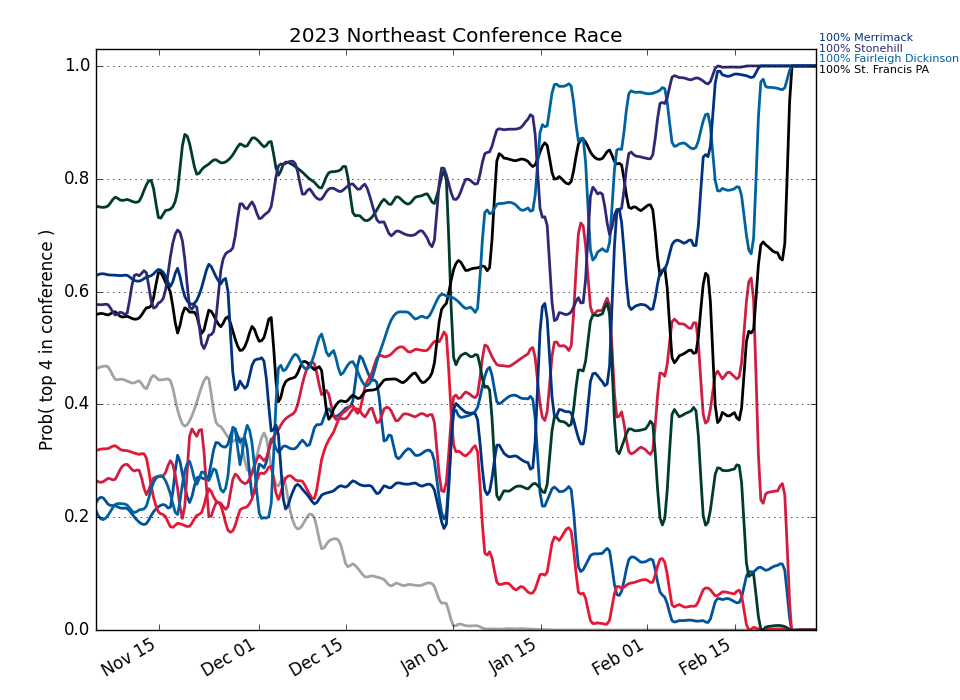 2023 Northeast Conference Race
100% Merrimack
100% Stonehill
100% Fairleigh Dickinson
100% St. Francis PA
Prob( top 4 in conference )
1.0
0.8
0.6
0.4
0.2
0.0
Nov 15
Dec 01
Dec 15
Jan 01
Jan 15
Feb 01
Feb 15